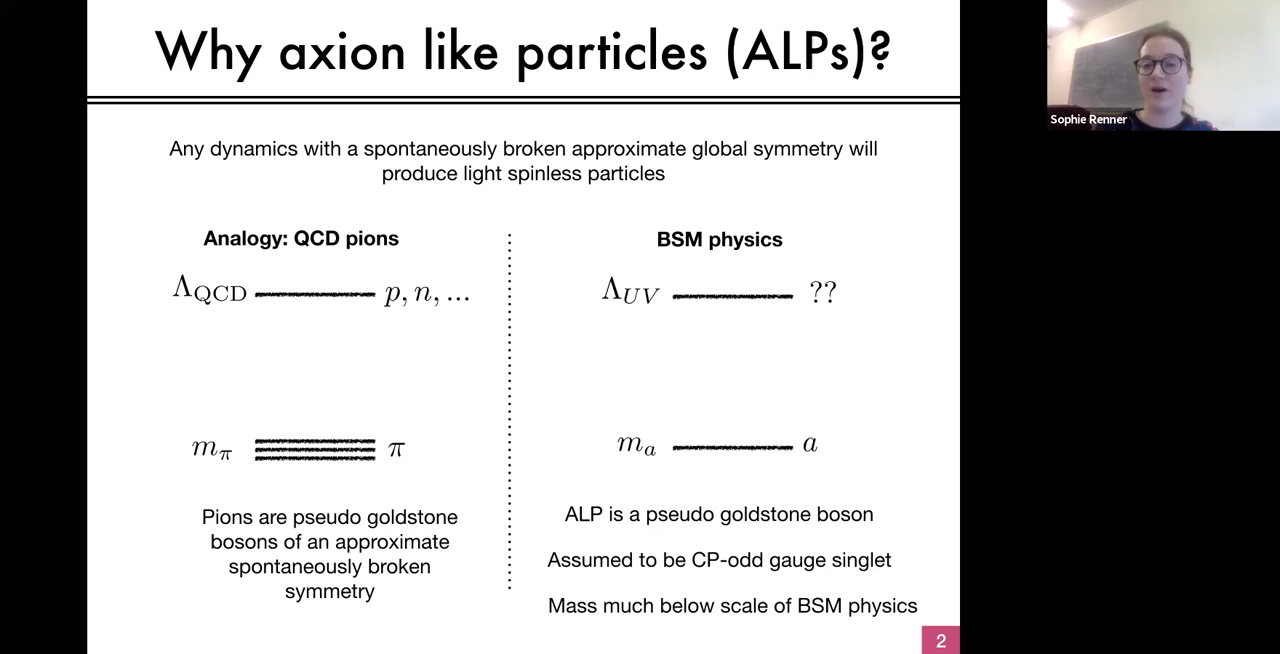 Why axion like particles (ALPs)?
Sophie Renner
Any dynamics with a spontaneously broken approximate global symmetry will
produce light spinless particles
Analogy: QCD pions
Λ_QCD p, n, ...
m_π π
Pions are pseudo goldstone
bosons of an approximate
spontaneously broken
symmetry
BSM physics
Λ_UV ??
m_a a
ALP is a pseudo goldstone boson
Assumed to be CP-odd gauge singlet
Mass much below scale of BSM physics
2